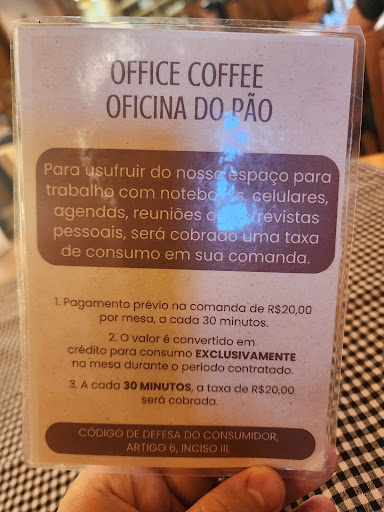 OFFICE COFFEE
OFICINA DO PÃO
Para usufruir do nosso espaço para
trabalho com notebooks, celulares,
agendas, reuniões ou entrevistas
pessoais, será cobrado uma taxa
de consumo em sua comanda.
1. Pagamento prévio na comanda de R$20,00
por mesa, a cada 30 minutos.
2. O valor é convertido em
crédito para consumo EXCLUSIVAMENTE
na mesa durante o período contratado.
3. A cada 30 MINUTOS, a taxa de R$20,00
será cobrada.
CÓDIGO DE DEFESA DO CONSUMIDOR,
ARTIGO 6, INCISO III.